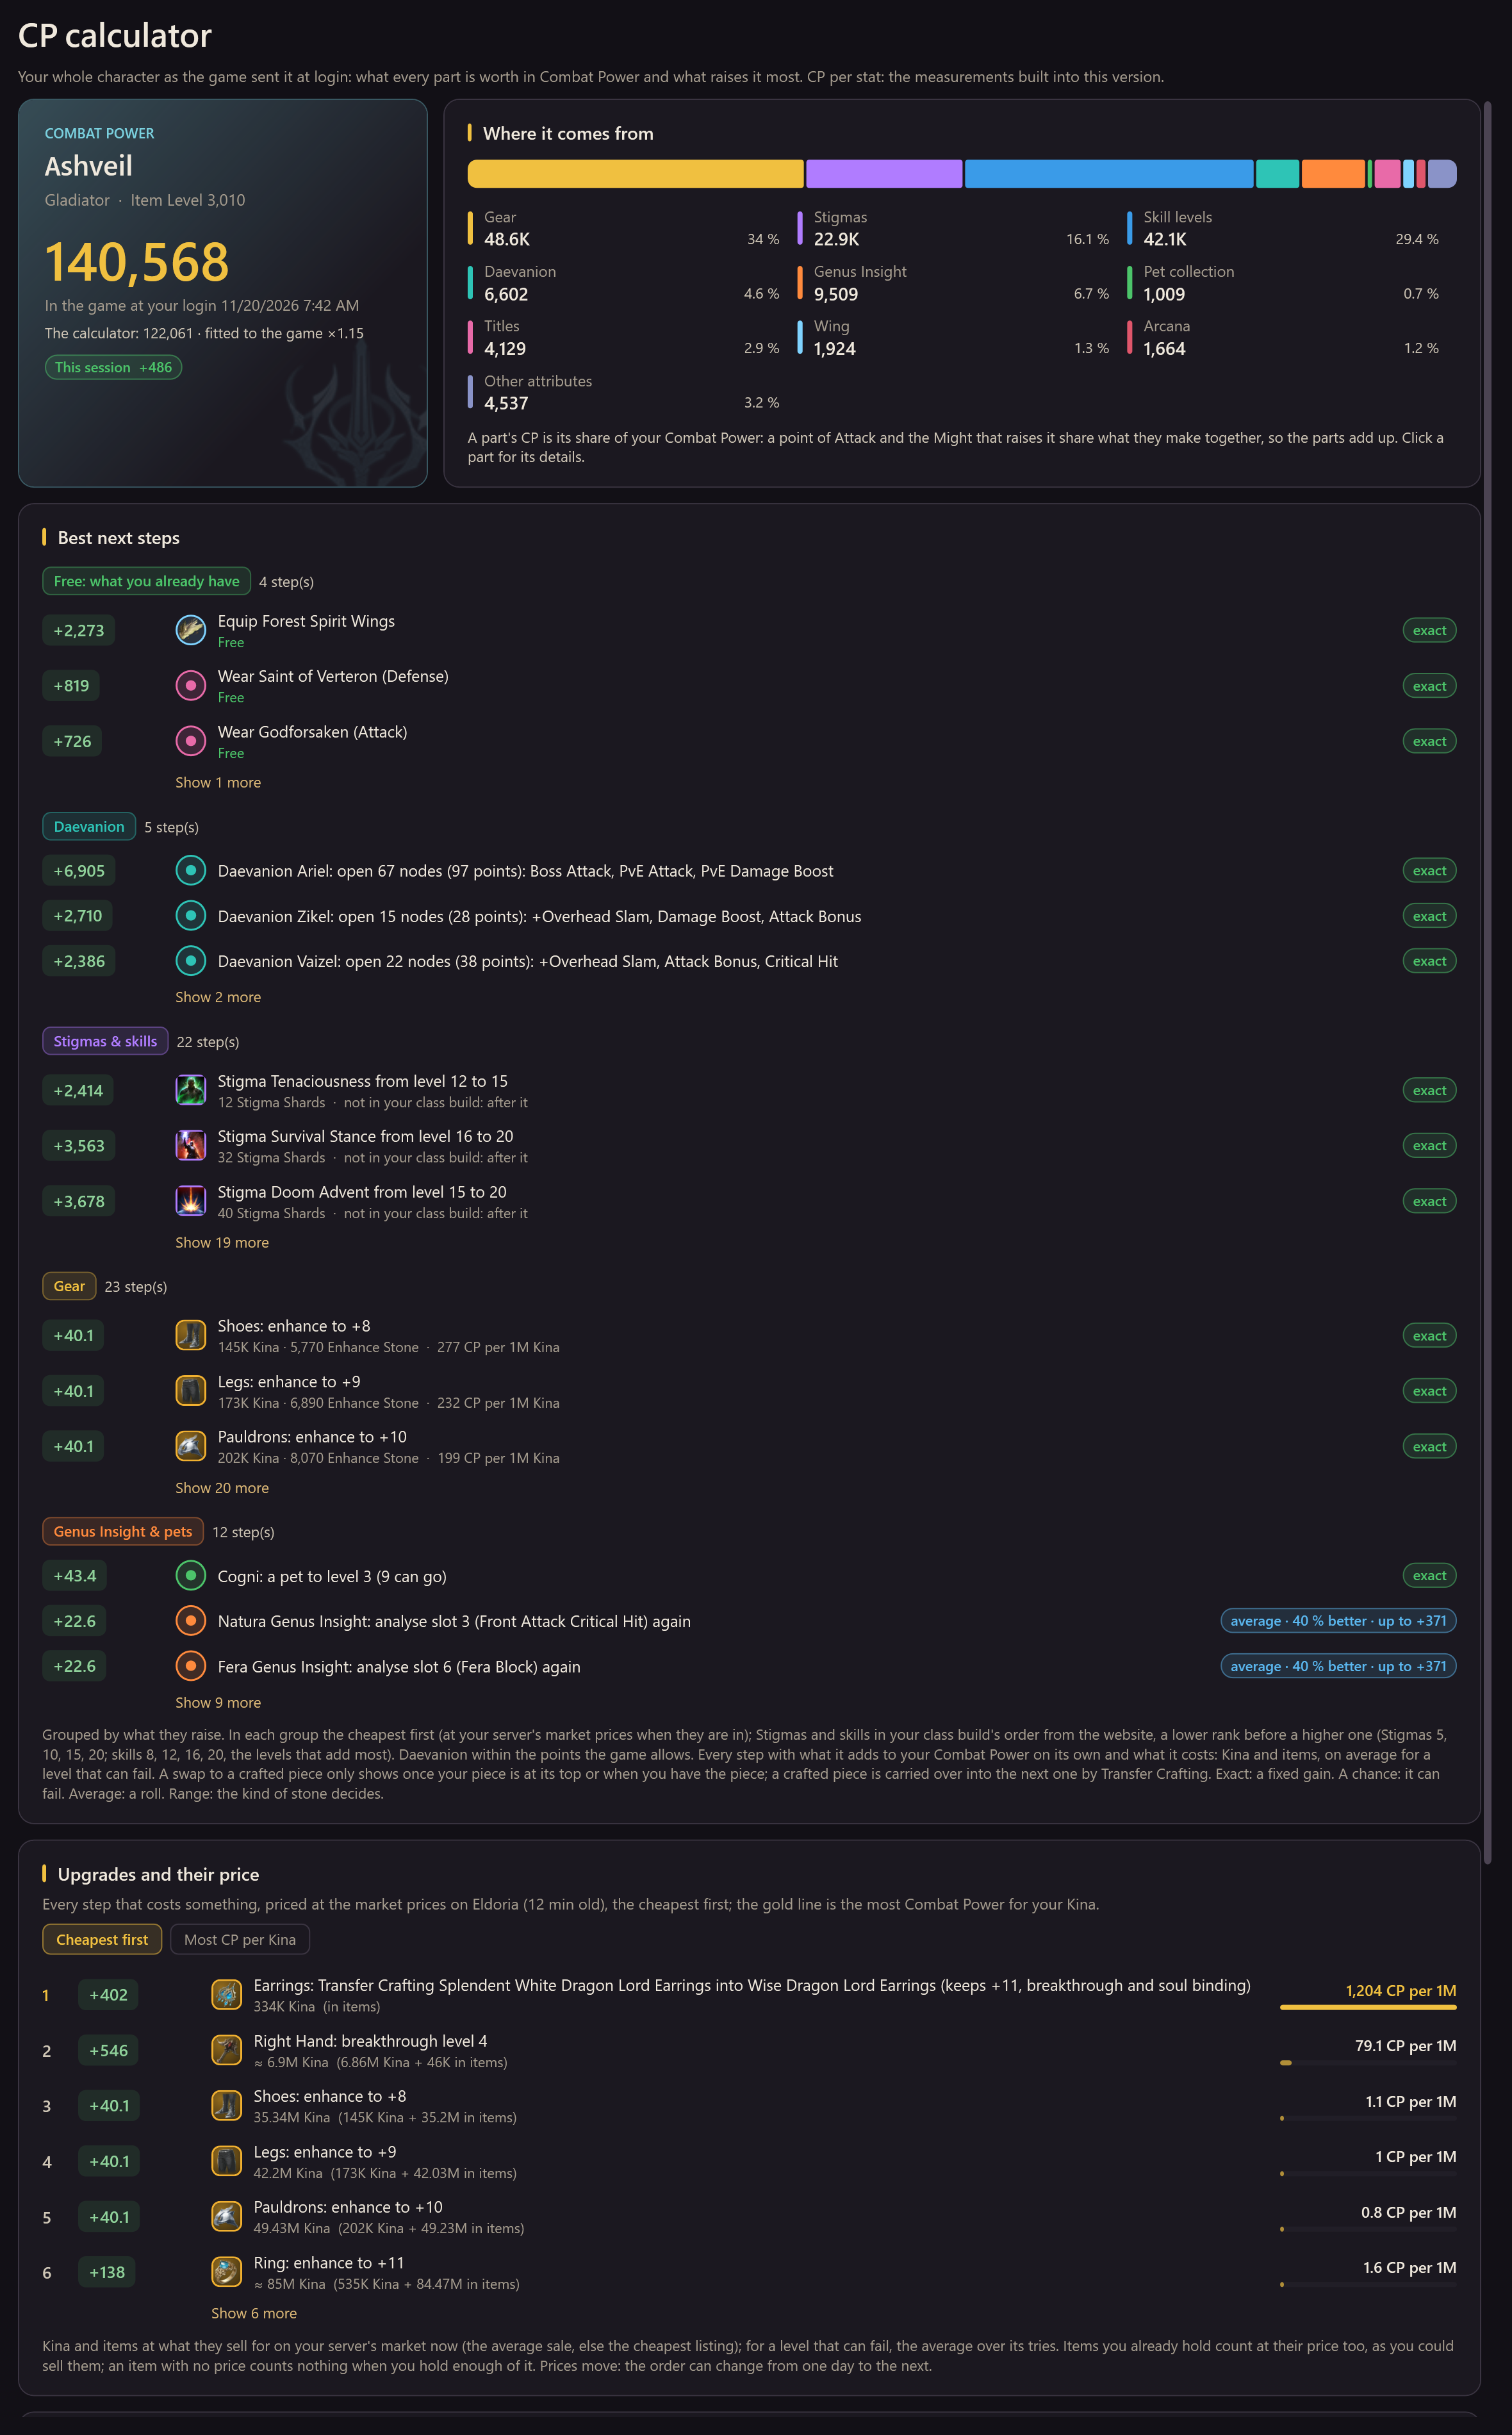 CP calculator
Your whole character as the game sent it at login: what every part is worth in Combat Power and what raises it most. CP per stat: the measurements built into this version.
COMBAT POWER
Ashveil
Gladiator · Item Level 3,010
140,568
In the game at your login 11/20/2026 7:42 AM
The calculator: 122,061 · fitted to the game ×1.15
This session +486
Where it comes from
Gear
48.6K 34 %
Stigmas
22.9K 16.1 %
Skill levels
42.1K 29.4 %
Daevanion
6,602 4.6 %
Genus Insight
9,509 6.7 %
Pet collection
1,009 0.7 %
Titles
4,129 2.9 %
Wing
1,924 1.3 %
Arcana
1,664 1.2 %
Other attributes
4,537 3.2 %
A part's CP is its share of your Combat Power: a point of Attack and the Might that raises it share what they make together, so the parts add up. Click a
part for its details.
Best next steps
Free: what you already have 4 step(s)
+2,273 Equip Forest Spirit Wings exact
Free
+819 Wear Saint of Verteron (Defense) exact
Free
+726 Wear Godforsaken (Attack) exact
Free
Show 1 more
Daevanion 5 step(s)
+6,905 Daevanion Ariel: open 67 nodes (97 points): Boss Attack, PvE Attack, PvE Damage Boost exact
+2,710 Daevanion Zikel: open 15 nodes (28 points): +Overhead Slam, Damage Boost, Attack Bonus exact
+2,386 Daevanion Vaizel: open 22 nodes (38 points): +Overhead Slam, Attack Bonus, Critical Hit exact
Show 2 more
Stigmas & skills 22 step(s)
+2,414 Stigma Tenaciousness from level 12 to 15 exact
12 Stigma Shards · not in your class build: after it
+3,563 Stigma Survival Stance from level 16 to 20 exact
32 Stigma Shards · not in your class build: after it
+3,678 Stigma Doom Advent from level 15 to 20 exact
40 Stigma Shards · not in your class build: after it
Show 19 more
Gear 23 step(s)
+40.1 Shoes: enhance to +8 exact
145K Kina · 5,770 Enhance Stone · 277 CP per 1M Kina
+40.1 Legs: enhance to +9 exact
173K Kina · 6,890 Enhance Stone · 232 CP per 1M Kina
+40.1 Pauldrons: enhance to +10 exact
202K Kina · 8,070 Enhance Stone · 199 CP per 1M Kina
Show 20 more
Genus Insight & pets 12 step(s)
+43.4 Cogni: a pet to level 3 (9 can go) exact
+22.6 Natura Genus Insight: analyse slot 3 (Front Attack Critical Hit) again average · 40 % better · up to +371
+22.6 Fera Genus Insight: analyse slot 6 (Fera Block) again average · 40 % better · up to +371
Show 9 more
Grouped by what they raise. In each group the cheapest first (at your server's market prices when they are in); Stigmas and skills in your class build's order from the website, a lower rank before a higher one (Stigmas 5,
10, 15, 20; skills 8, 12, 16, 20, the levels that add most). Daevanion within the points the game allows. Every step with what it adds to your Combat Power on its own and what it costs: Kina and items, on average for a
level that can fail. A swap to a crafted piece only shows once your piece is at its top or when you have the piece; a crafted piece is carried over into the next one by Transfer Crafting. Exact: a fixed gain. A chance: it can
fail. Average: a roll. Range: the kind of stone decides.
Upgrades and their price
Every step that costs something, priced at the market prices on Eldoria (12 min old), the cheapest first; the gold line is the most Combat Power for your Kina.
Cheapest first Most CP per Kina
1 +402 Earrings: Transfer Crafting Splendent White Dragon Lord Earrings into Wise Dragon Lord Earrings (keeps +11, breakthrough and soul binding) 1,204 CP per 1M
334K Kina (in items)
2 +546 Right Hand: breakthrough level 4 79.1 CP per 1M
≈ 6.9M Kina (6.86M Kina + 46K in items)
3 +40.1 Shoes: enhance to +8 1.1 CP per 1M
35.34M Kina (145K Kina + 35.2M in items)
4 +40.1 Legs: enhance to +9 1 CP per 1M
42.2M Kina (173K Kina + 42.03M in items)
5 +40.1 Pauldrons: enhance to +10 0.8 CP per 1M
49.43M Kina (202K Kina + 49.23M in items)
6 +138 Ring: enhance to +11 1.6 CP per 1M
≈ 85M Kina (535K Kina + 84.47M in items)
Show 6 more
Kina and items at what they sell for on your server's market now (the average sale, else the cheapest listing); for a level that can fail, the average over its tries. Items you already hold count at their price too, as you could
sell them; an item with no price counts nothing when you hold enough of it. Prices move: the order can change from one day to the next.